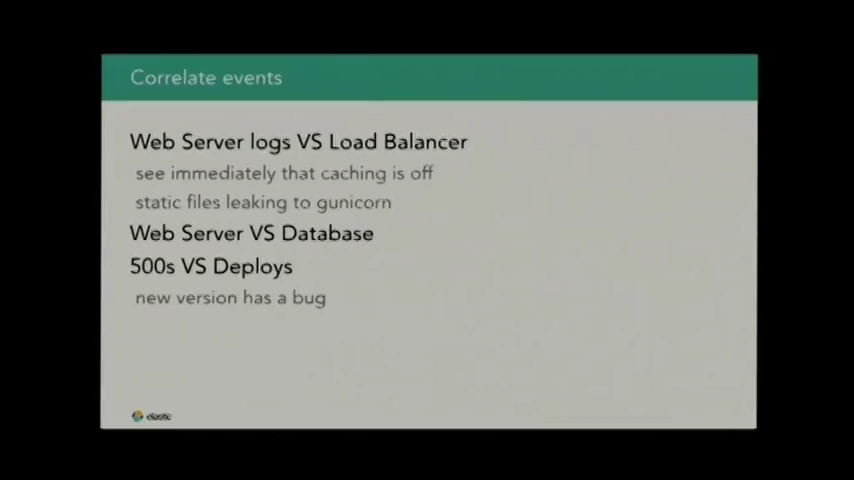 Correlate events
Web Server logs VS Load Balancer
see immediately that caching is off
static files leaking to gunicorn
Web Server VS Database
500s VS Deploys
new version has a bug
elastic